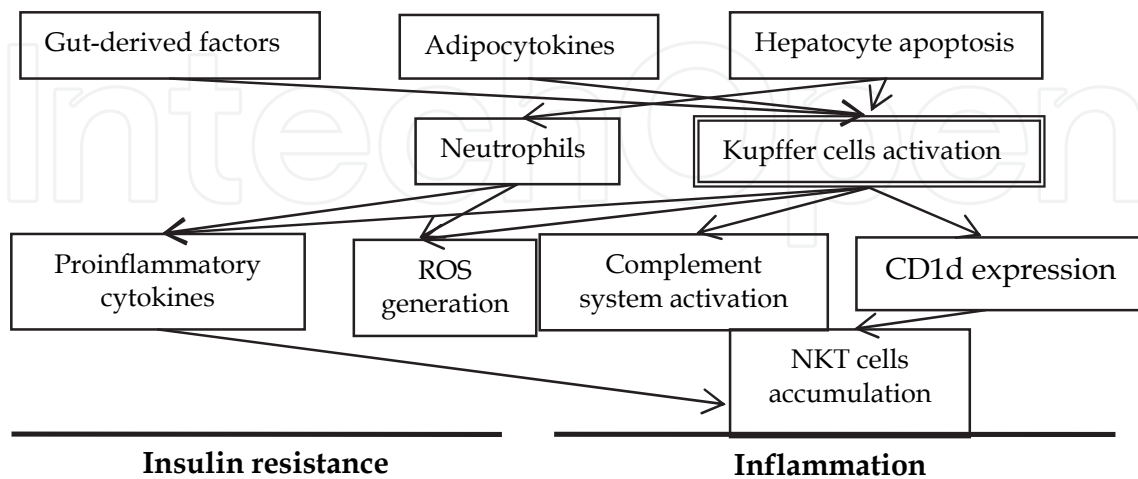 Gut-derived factors
Adipocytokines
Hepatocyte apoptosis
IntechOpen
Neutrophils
Kupffer cells activation
Proinflammatory
cytokines
ROS
generation
Complement
system activation
CD1d expression
NKT cells
accumulation
Insulin resistance
Inflammation